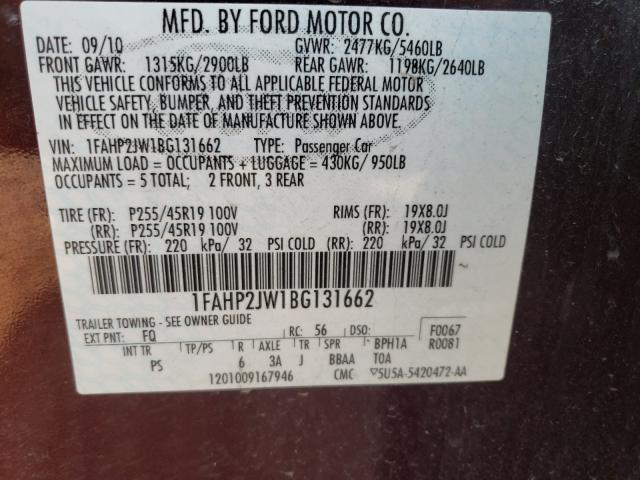 MFD. BY FORD MOTOR CO.
DATE: 09/10 GVWR: 2477KG/5460LB
FRONT GAWR: 1315KG/2900LB REAR GAWR: 1198KG/2640LB
THIS VEHICLE CONFORMS TO ALL APPLICABLE FEDERAL MOTOR
VEHICLE SAFETY, BUMPER, AND THEFT PREVENTION STANDARDS
IN EFFECT ON THE DATE OF MANUFACTURE SHOWN ABOVE.
VIN: 1FAHP2JW1BG131662 TYPE: Passenger Car
MAXIMUM LOAD = OCCUPANTS + LUGGAGE = 430KG/950LB
OCCUPANTS = 5 TOTAL; 2 FRONT, 3 REAR
TIRE (FR): P255/45R19 100V RIMS (FR): 19X8.0J
(RR): P255/45R19 100V (RR): 19X8.0J
PRESSURE (FR): 220 kPa/ 32 PSI COLD (RR): 220 kPa/ 32 PSI COLD
1FAHP2JW1BG131662
TRAILER TOWING - SEE OWNER GUIDE
EXT PNT: FQ RC: 56 DSO: F0067
INT TR TP/PS R AXLE TR SPR BPH1A R0081
PS 6 3A J BBAA TOA
1201009167946 CMC ▽5U5A-5420472-AA